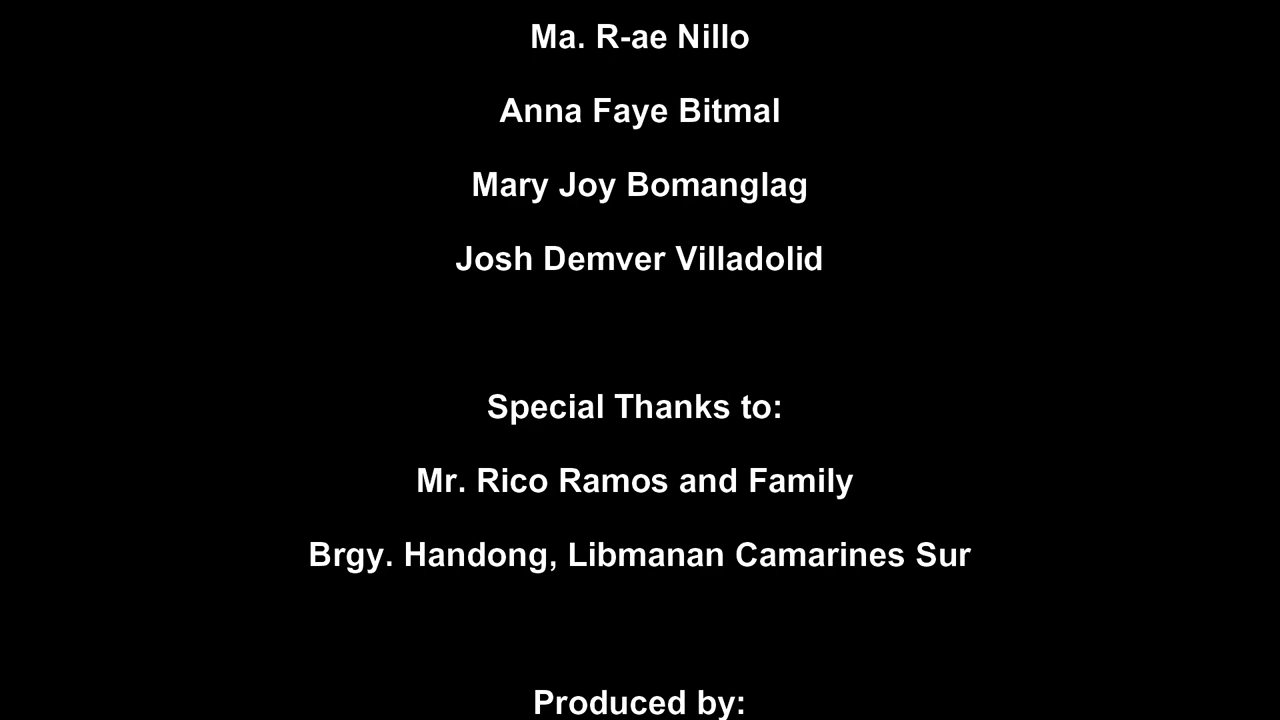 Ma. R-ae Nillo
Anna Faye Bitmal
Mary Joy Bomanglag
Josh Demver Villadolid
Special Thanks to:
Mr. Rico Ramos and Family
Brgy. Handong, Libmanan Camarines Sur
Produced by: